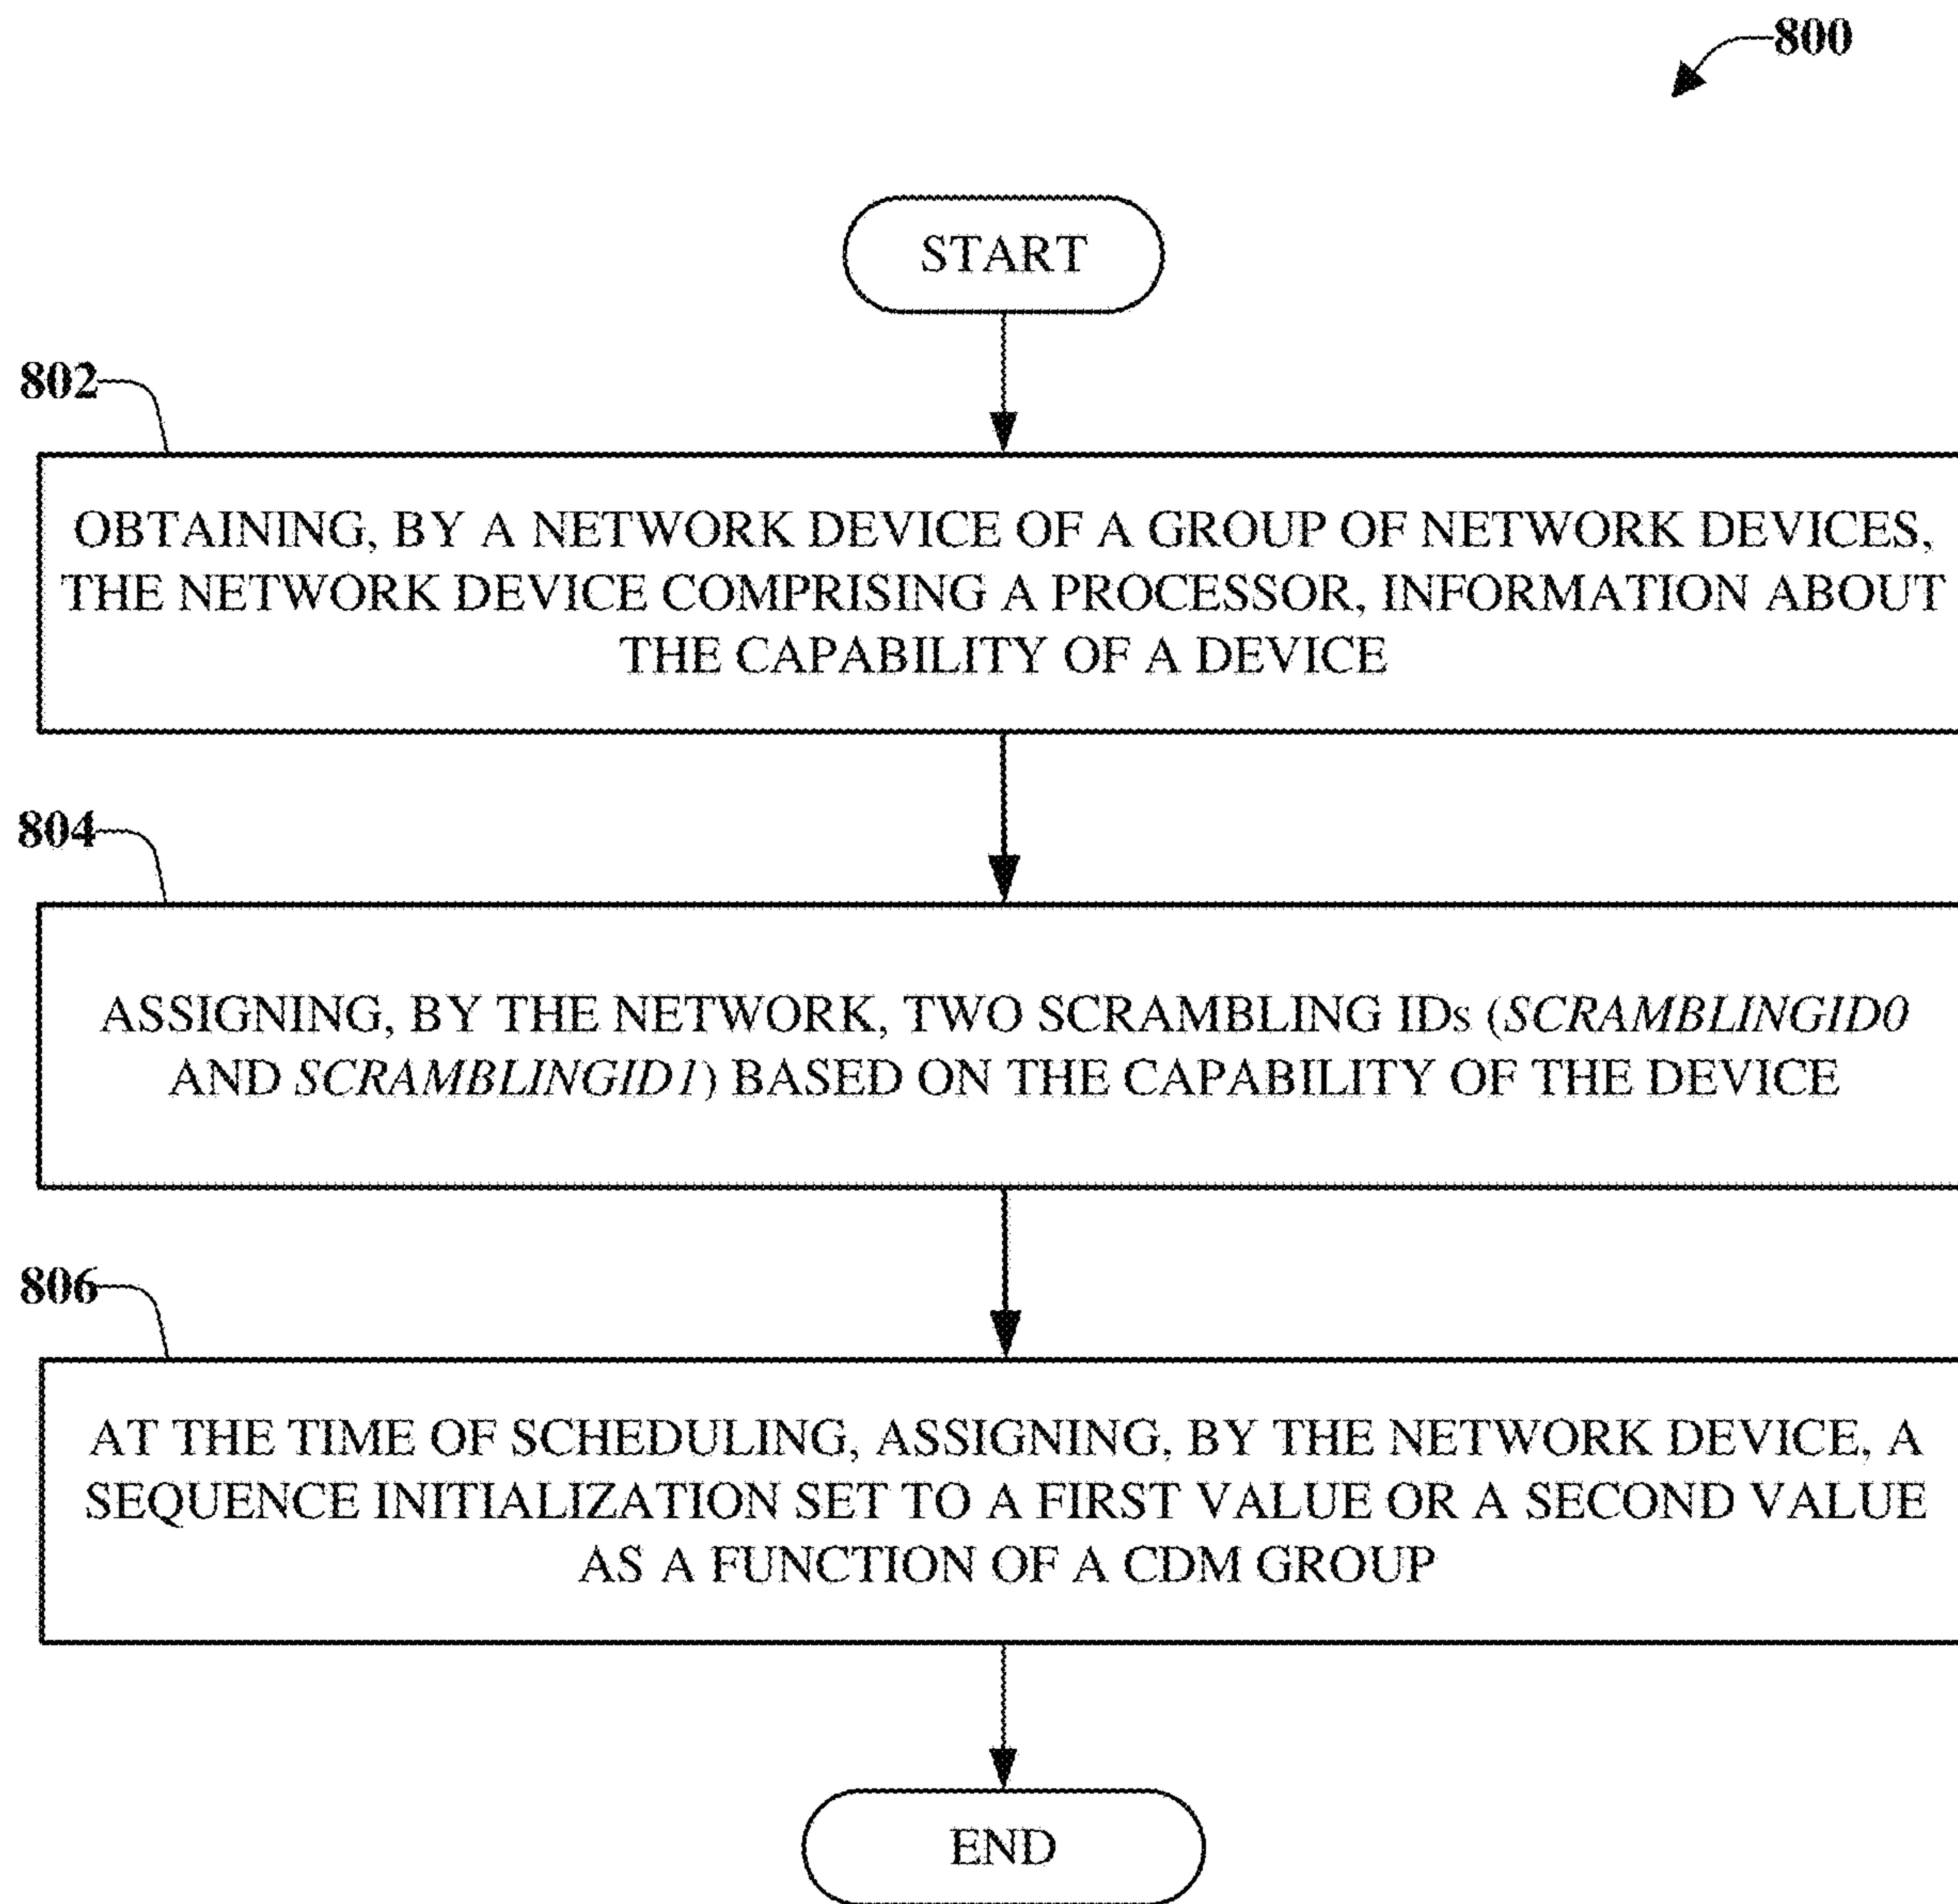 800
START
802
OBTAINING, BY A NETWORK DEVICE OF A GROUP OF NETWORK DEVICES,
THE NETWORK DEVICE COMPRISING A PROCESSOR, INFORMATION ABOUT
THE CAPABILITY OF A DEVICE
804
ASSIGNING, BY THE NETWORK, TWO SCRAMBLING IDs (SCRAMBLINGID0
AND SCRAMBLINGID1) BASED ON THE CAPABILITY OF THE DEVICE
806
AT THE TIME OF SCHEDULING, ASSIGNING, BY THE NETWORK DEVICE, A
SEQUENCE INITIALIZATION SET TO A FIRST VALUE OR A SECOND VALUE
AS A FUNCTION OF A CDM GROUP
END